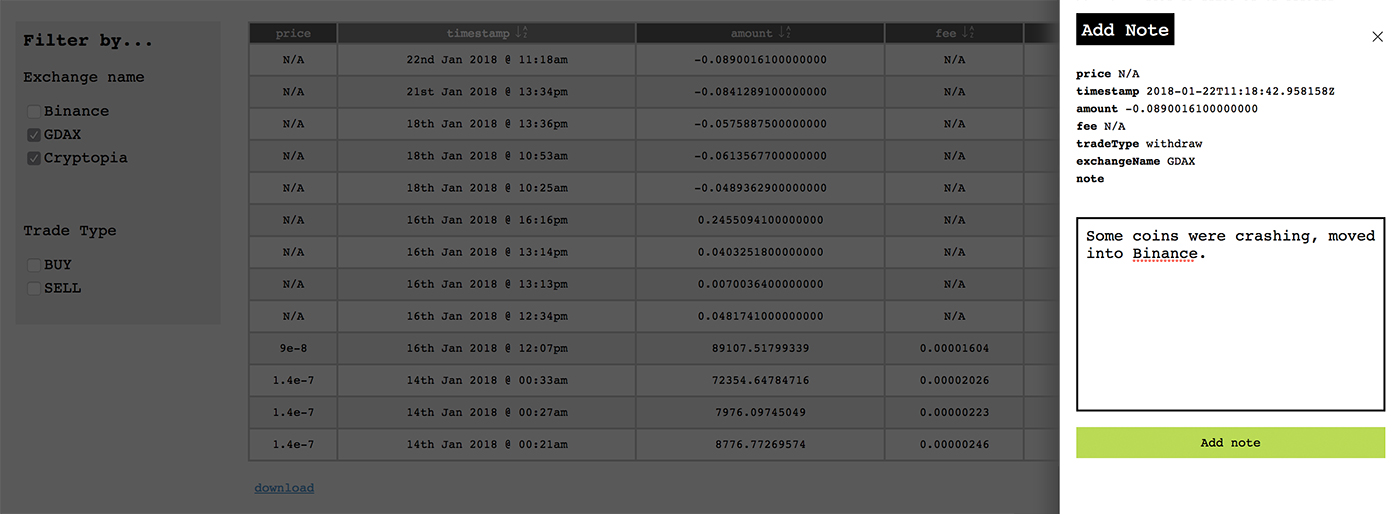 Filter by...
Exchange name
Binance
GDAX
Cryptopia
Trade Type
BUY
SELL
price timestamp amount fee
N/A 22nd Jan 2018 @ 11:18am -0.0890016100000000 N/A
N/A 21st Jan 2018 @ 13:34pm -0.0841289100000000 N/A
N/A 18th Jan 2018 @ 13:36pm -0.0575887500000000 N/A
N/A 18th Jan 2018 @ 10:53am -0.0613567700000000 N/A
N/A 18th Jan 2018 @ 10:25am -0.0489362900000000 N/A
N/A 16th Jan 2018 @ 16:16pm 0.2455094100000000 N/A
N/A 16th Jan 2018 @ 13:14pm 0.0403251800000000 N/A
N/A 16th Jan 2018 @ 13:13pm 0.0070036400000000 N/A
N/A 16th Jan 2018 @ 12:34pm 0.0481741000000000 N/A
9e-8 16th Jan 2018 @ 12:07pm 89107.51799339 0.00001604
1.4e-7 14th Jan 2018 @ 00:33am 72354.64784716 0.00002026
1.4e-7 14th Jan 2018 @ 00:27am 7976.09745049 0.00000223
1.4e-7 14th Jan 2018 @ 00:21am 8776.77269574 0.00000246
download
Add Note
price N/A
timestamp 2018-01-22T11:18:42.958158Z
amount -0.0890016100000000
fee N/A
tradeType withdraw
exchangeName GDAX
note
Some coins were crashing, moved
into Binance.
Add note